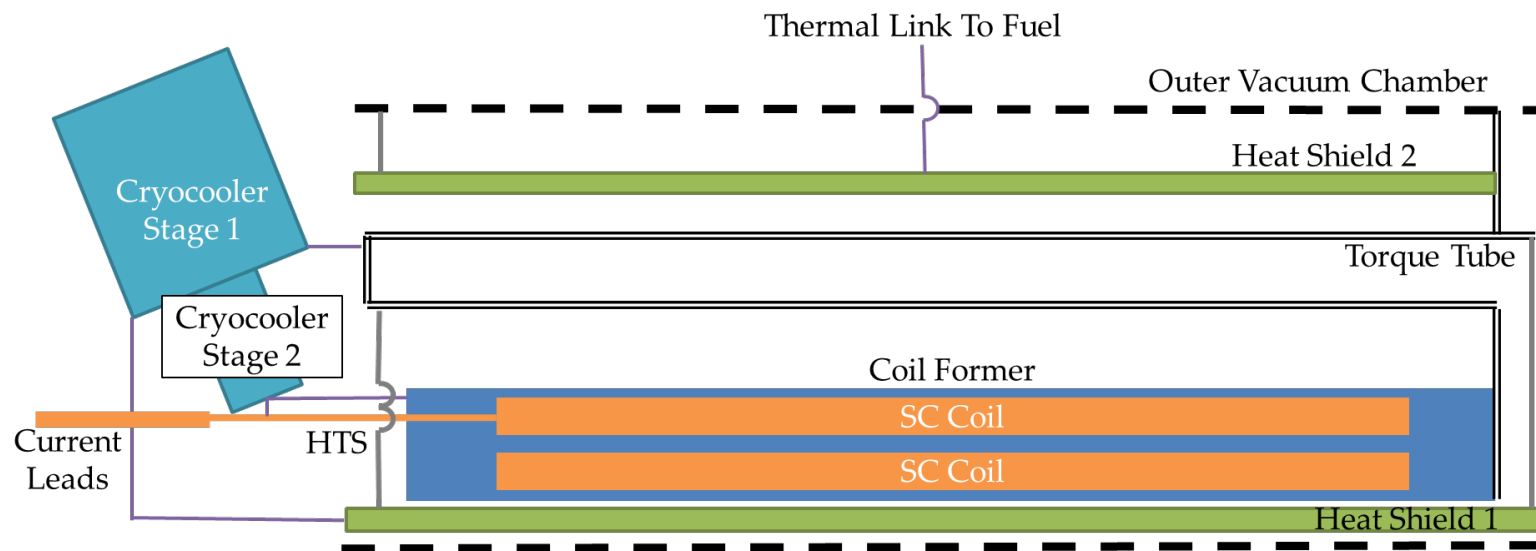 Thermal Link To Fuel
Outer Vacuum Chamber
Heat Shield 2
Cryocooler
Stage 1
Torque Tube
Cryocooler
Stage 2
Coil Former
SC Coil
Current
Leads
HTS
SC Coil
Heat Shield 1